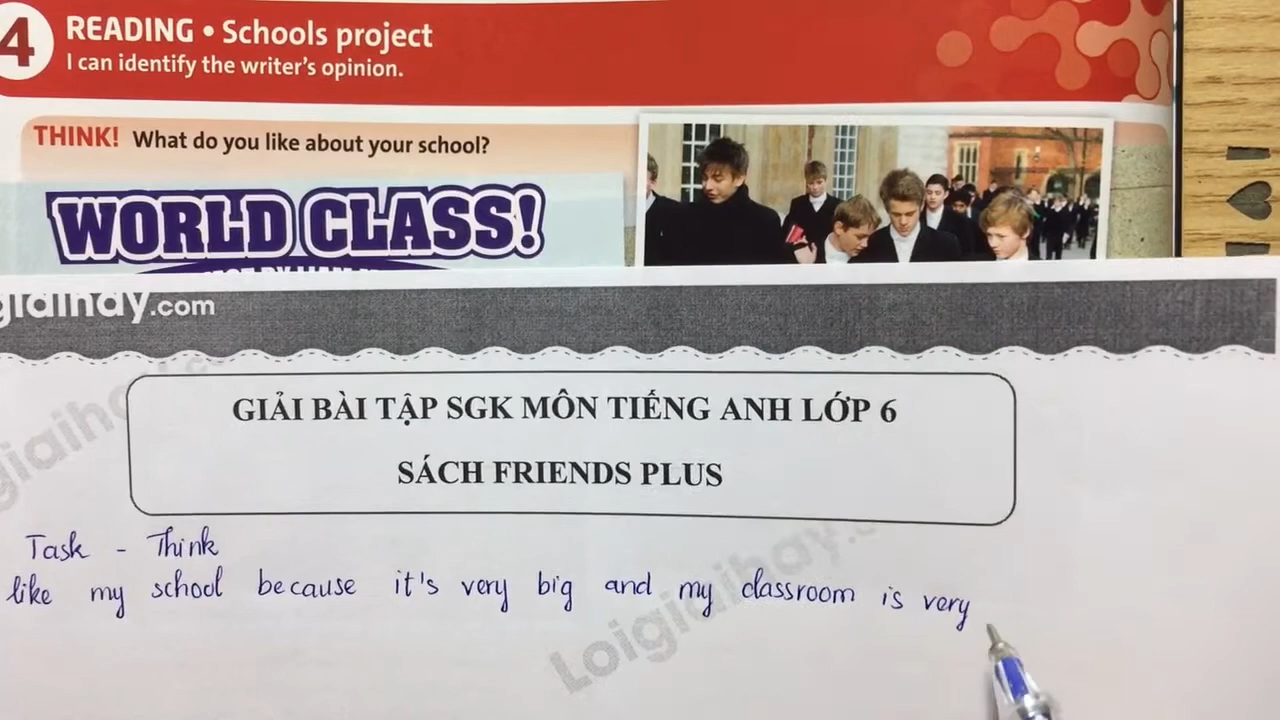 4 READING • Schools project
I can identify the writer's opinion.
THINK! What do you like about your school?
WORLD CLASS!
giaihay.com
GIẢI BÀI TẬP SGK MÔN TIẾNG ANH LỚP 6
SÁCH FRIENDS PLUS
Task - Think
like my school because it's very big and my classroom is very
Loigiaihay.c